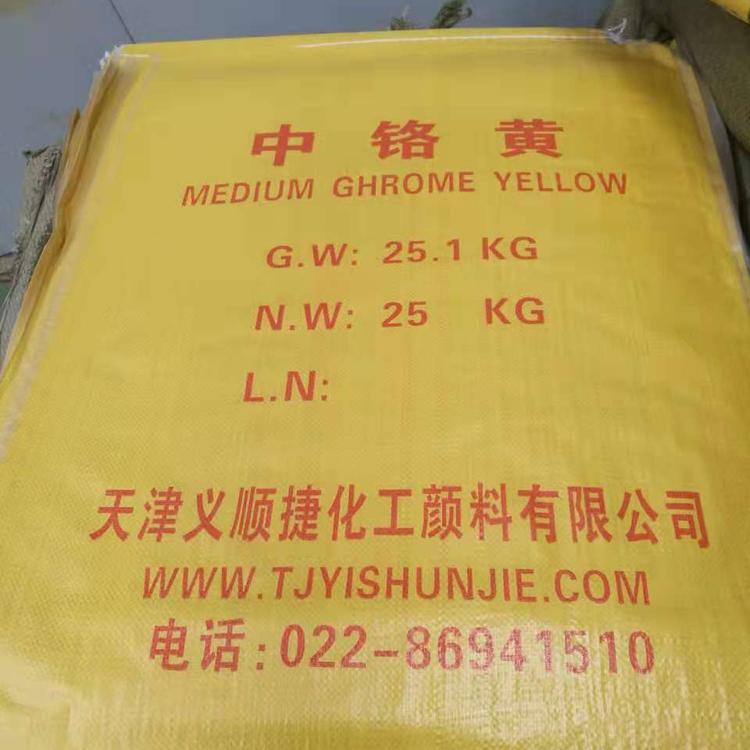 中铬黄
MEDIUM GHROME YELLOW
G.W: 25.1 KG
N.W: 25 KG
L.N:
天津义顺捷化工颜料有限公司
WWW.TJYISHUNJIE.COM
电话:022-86941510